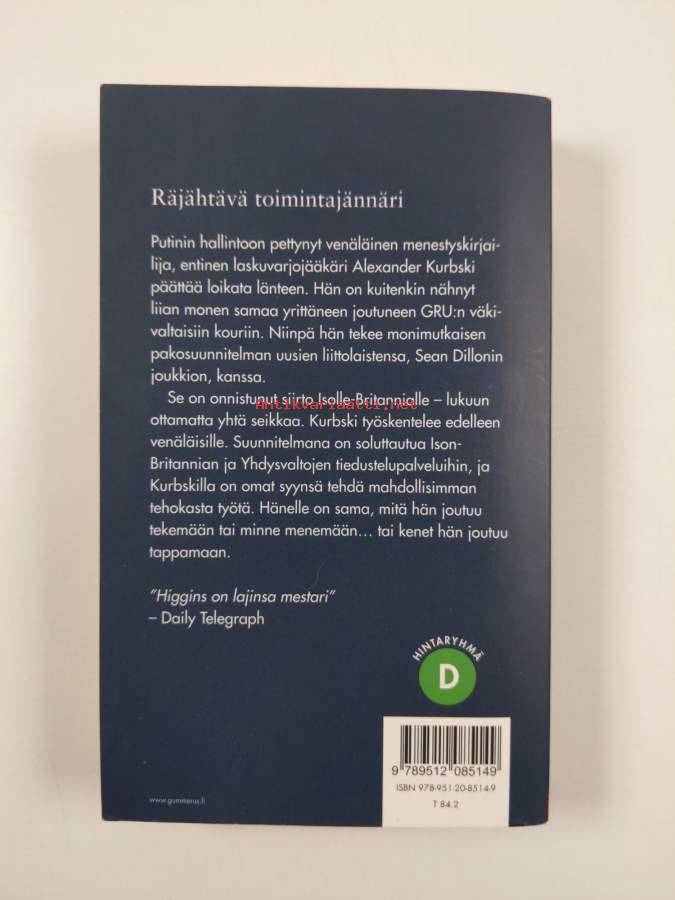 Räjähtävä toimintajännäri
Putinin hallintoon pettynyt venäläinen menestyskirjai-
lija, entinen laskuvarjojääkäri Alexander Kurbski
päättää loikata länteen. Hän on kuitenkin nähnyt
liian monen samaa yrittäneen joutuneen GRU:n väki-
valtaisiin kouriin. Niinpä hän tekee monimutkaisen
pakosuunnitelman uusien liittolaistensa, Sean Dillonin
joukkion, kanssa.
Se on onnistunut siirto Isolle-Britannialle – lukuun
Antikvariaatti.net
ottamatta yhtä seikkaa. Kurbski työskentelee edelleen
venäläisille. Suunnitelmana on soluttautua Ison-
Britannian ja Yhdysvaltojen tiedustelupalveluihin, ja
Kurbskilla on omat syynsä tehdä mahdollisimman
tehokasta työtä. Hänelle on sama, mitä hän joutuu
tekemään tai minne menemään... tai kenet hän joutuu
tappamaan.
"Higgins on lajinsa mestari"
– Daily Telegraph
HINTARYHMÄ
D
9 789512 085149
ISBN 978-951-20-8514-9
T 84.2
www.gummerus.fi